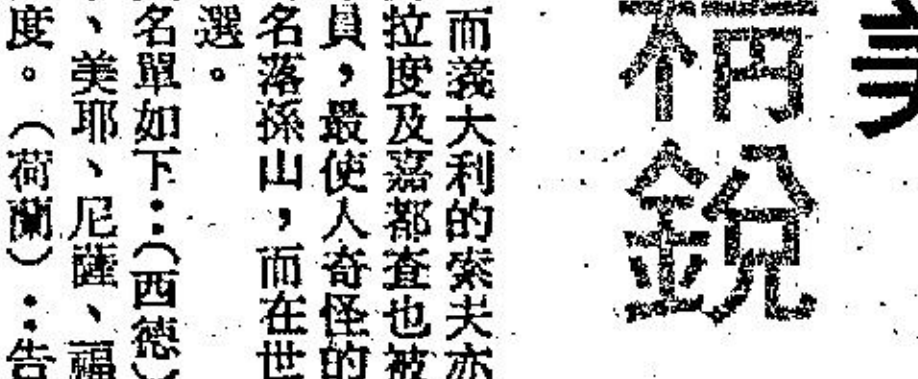 銳
而義大利的索夫亦
拉度及嘉都查也被
員，最使人奇怪的
名落孫山，而在世
選。
名單如下：（西德）
、美耶、尼薩、福
度。（荷蘭）：告